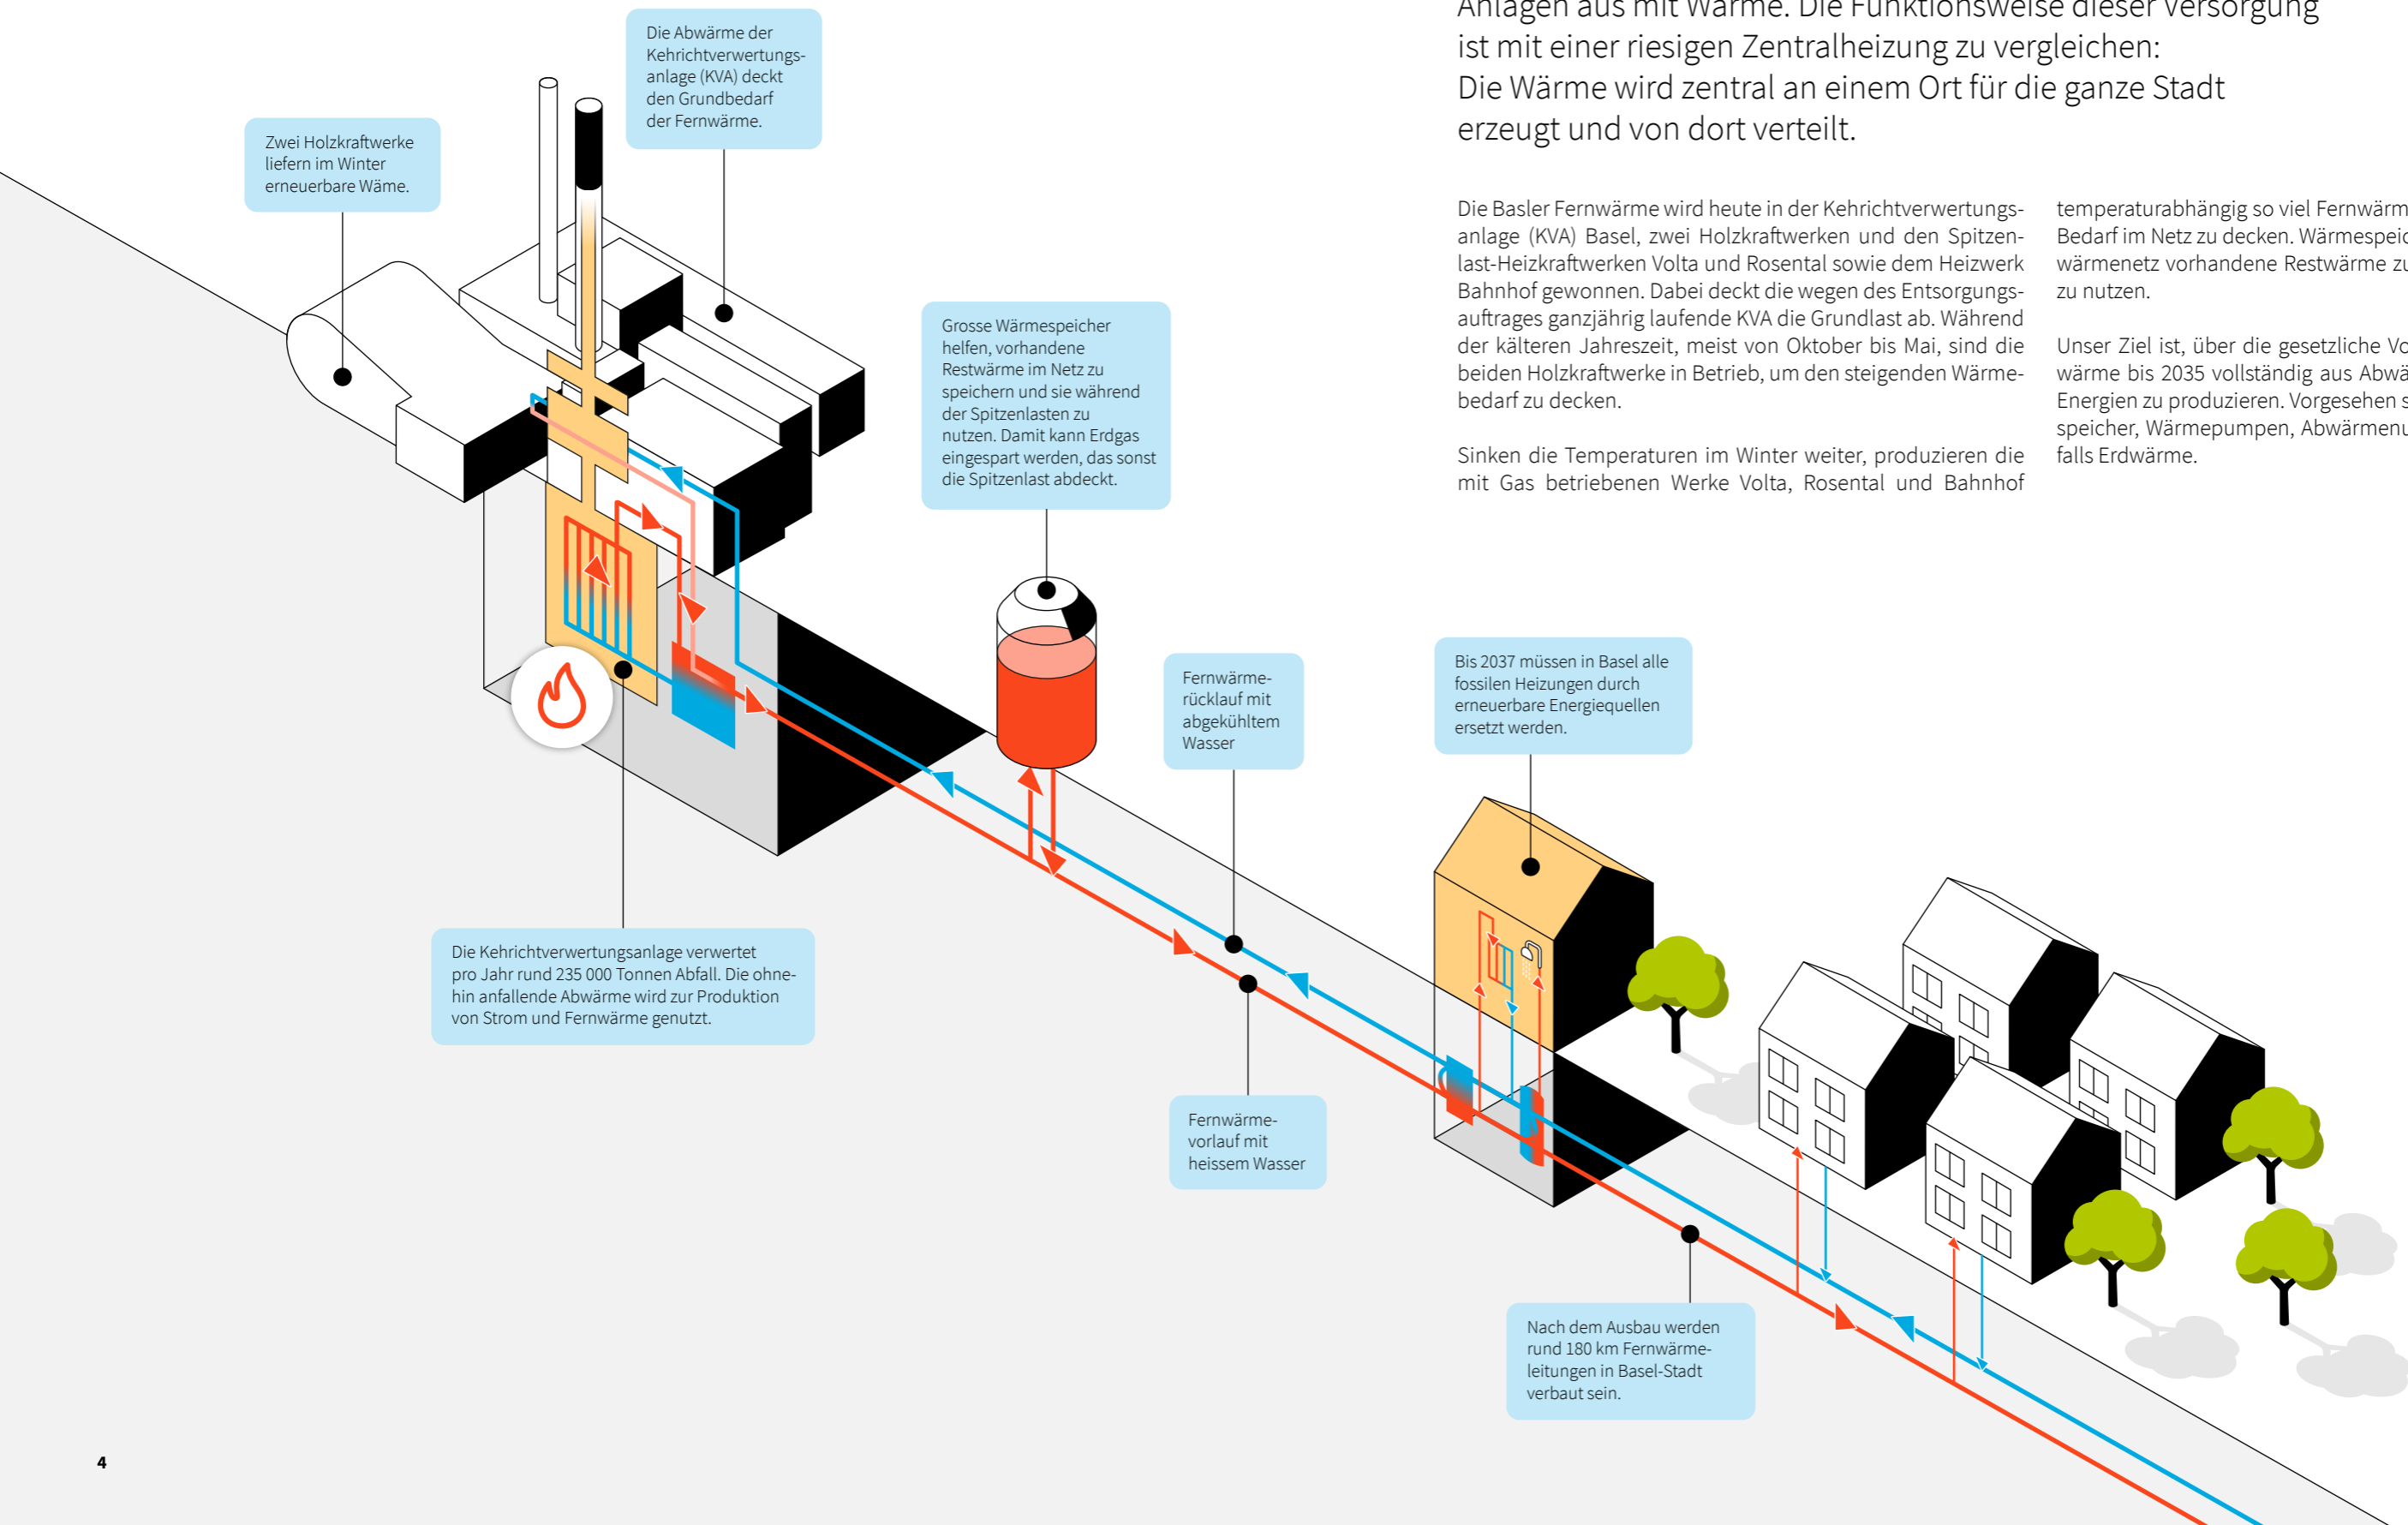 Anlagen aus mit Wärme. Die Funktionsweise dieser Versorgung
ist mit einer riesigen Zentralheizung zu vergleichen:
Die Wärme wird zentral an einem Ort für die ganze Stadt
erzeugt und von dort verteilt.
Die Basler Fernwärme wird heute in der Kehrichtverwertungs-
anlage (KVA) Basel, zwei Holzkraftwerken und den Spitzen-
last-Heizkraftwerken Volta und Rosental sowie dem Heizwerk
Bahnhof gewonnen. Dabei deckt die wegen des Entsorgungs-
auftrages ganzjährig laufende KVA die Grundlast ab. Während
der kälteren Jahreszeit, meist von Oktober bis Mai, sind die
beiden Holzkraftwerke in Betrieb, um den steigenden Wärme-
bedarf zu decken.
Sinken die Temperaturen im Winter weiter, produzieren die
mit Gas betriebenen Werke Volta, Rosental und Bahnhof
temperaturabhängig so viel
Bedarf im Netz zu decken.
wärmenetz vorhandene Restwärme
zu nutzen.
Unser Ziel ist, über die gesetzliche
wärme bis 2035 vollständig aus
Energien zu produzieren. Vorgesehen
speicher, Wärmepumpen,
falls Erdwärme.
Die Abwärme der
Kehrichtverwertungs-
anlage (KVA) deckt
den Grundbedarf
der Fernwärme.
Zwei Holzkraftwerke
liefern im Winter
erneuerbare Wäme.
Grosse Wärmespeicher
helfen, vorhandene
Restwärme im Netz zu
speichern und sie während
der Spitzenlasten zu
nutzen. Damit kann Erdgas
eingespart werden, das sonst
die Spitzenlast abdeckt.
Fernwärme-
rücklauf mit
abgekühltem
Wasser
Bis 2037 müssen in Basel alle
fossilen Heizungen durch
erneuerbare Energiequellen
ersetzt werden.
Die Kehrichtverwertungsanlage verwertet
pro Jahr rund 235 000 Tonnen Abfall. Die ohne-
hin anfallende Abwärme wird zur Produktion
von Strom und Fernwärme genutzt.
Fernwärme-
vorlauf mit
heissem Wasser
Nach dem Ausbau werden
rund 180 km Fernwärme-
leitungen in Basel-Stadt
verbaut sein.
4